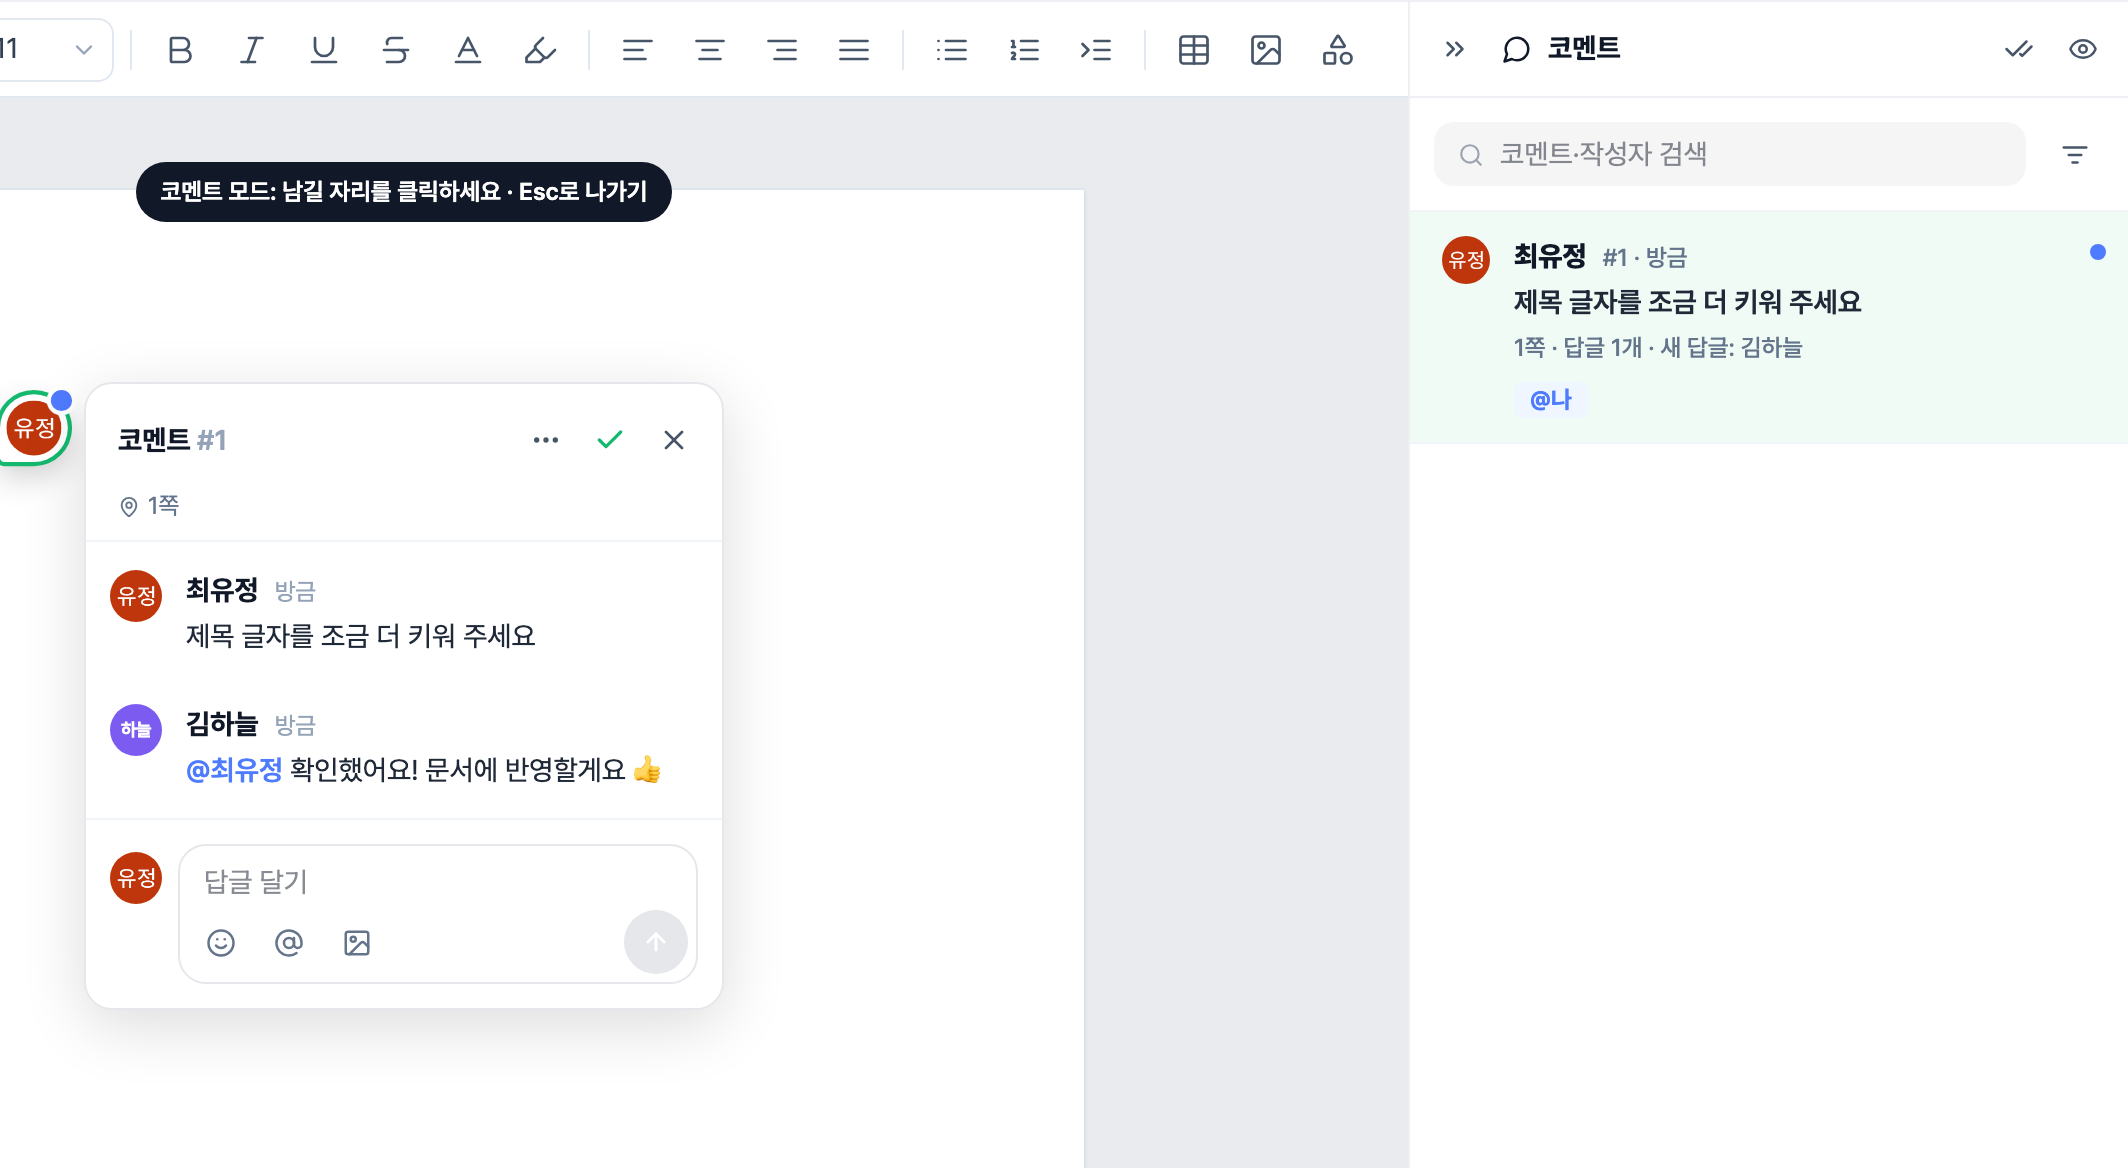 11
코멘트
코멘트 모드: 남길 자리를 클릭하세요 · Esc로 나가기
코멘트·작성자 검색
유정
최유정 #1 · 방금
제목 글자를 조금 더 키워 주세요
1쪽 · 답글 1개 · 새 답글: 김하늘
@나
유정
코멘트 #1
1쪽
유정
최유정 방금
제목 글자를 조금 더 키워 주세요
하늘
김하늘 방금
@최유정 확인했어요! 문서에 반영할게요 👍
유정
답글 달기